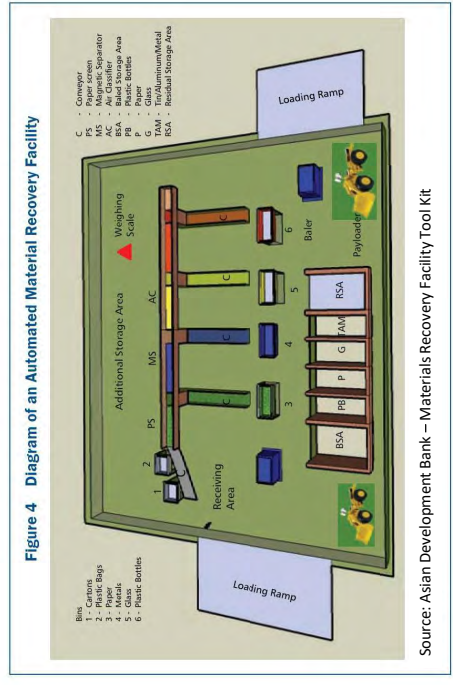 Figure 4 Diagram of an Automated Material Recovery Facility
Bins
1 - Cartons
2 - Plastic Bags
3 - Paper
4 - Metals
5 - Glass
6 - Plastic Bottles
C - Conveyor
PS - Paper screen
MS - Magnetic Separator
AC - Air Classifier
BSA - Baled Storage Area
PB - Plastic Bottles
P - Paper
G - Glass
TAM - Tin/Aluminum/Metal
RSA - Residual Storage Area
Additional Storage Area
Weighing
Scale
PS
MS
AC
1
2
C
C
C
C
C
Receiving
Area
3
4
5
6
Baler
Loading Ramp
Loading Ramp
BSA
PB
P
G
TAM
RSA
Payloader
Source: Asian Development Bank – Materials Recovery Facility Tool Kit